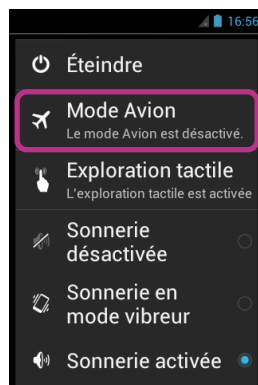 16:56
Éteindre
Mode Avion
Le mode Avion est désactivé.
Exploration tactile
L'exploration tactile est activée
Sonnerie
désactivée
Sonnerie en
mode vibreur
Sonnerie activée